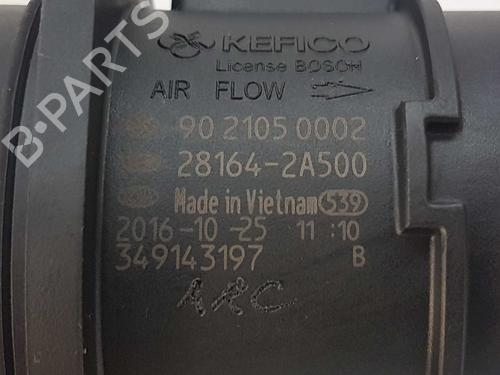 KEFICO
License BOSCH
AIR FLOW
90 2105 0002
28164-2A500
Made in Vietnam 539
2016-10-25 11:10
349143197 B
ARC
B-Parts